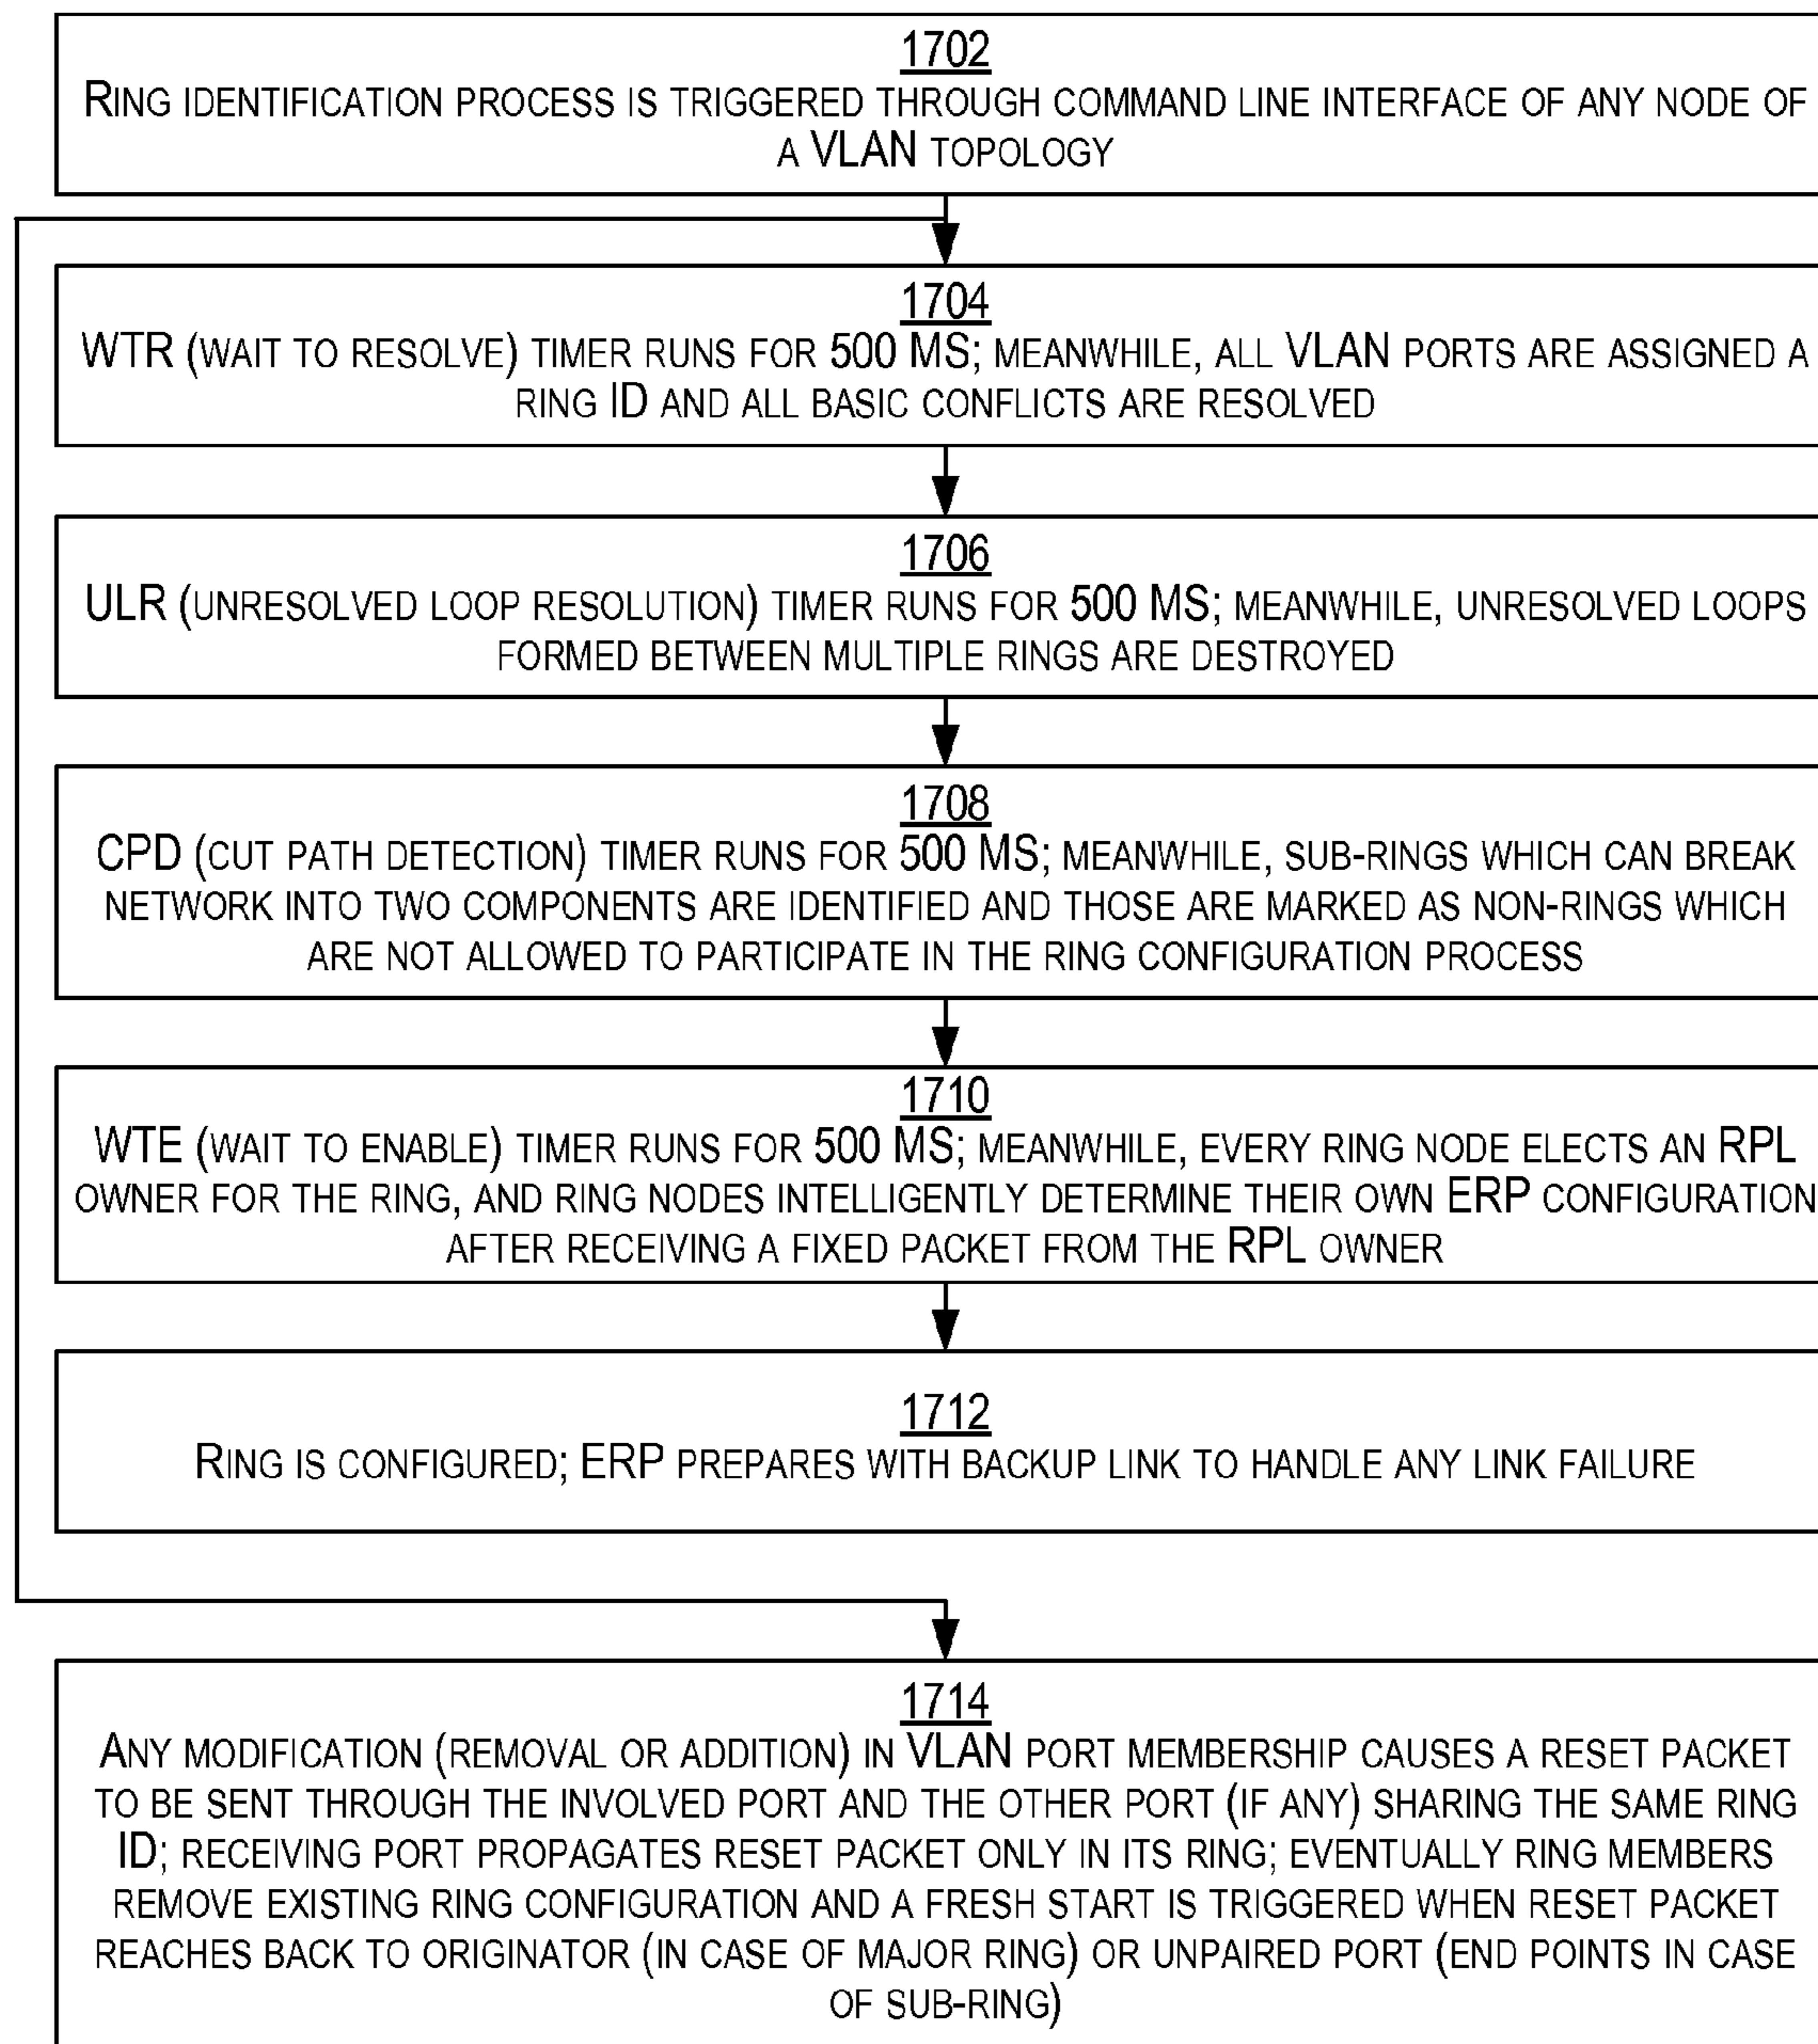 1702
RING IDENTIFICATION PROCESS IS TRIGGERED THROUGH COMMAND LINE INTERFACE OF ANY NODE OF
A VLAN TOPOLOGY
1704
WTR (WAIT TO RESOLVE) TIMER RUNS FOR 500 MS; MEANWHILE, ALL VLAN PORTS ARE ASSIGNED A
RING ID AND ALL BASIC CONFLICTS ARE RESOLVED
1706
ULR (UNRESOLVED LOOP RESOLUTION) TIMER RUNS FOR 500 MS; MEANWHILE, UNRESOLVED LOOPS
FORMED BETWEEN MULTIPLE RINGS ARE DESTROYED
1708
CPD (CUT PATH DETECTION) TIMER RUNS FOR 500 MS; MEANWHILE, SUB-RINGS WHICH CAN BREAK
NETWORK INTO TWO COMPONENTS ARE IDENTIFIED AND THOSE ARE MARKED AS NON-RINGS WHICH
ARE NOT ALLOWED TO PARTICIPATE IN THE RING CONFIGURATION PROCESS
1710
WTE (WAIT TO ENABLE) TIMER RUNS FOR 500 MS; MEANWHILE, EVERY RING NODE ELECTS AN RPL
OWNER FOR THE RING, AND RING NODES INTELLIGENTLY DETERMINE THEIR OWN ERP CONFIGURATION
AFTER RECEIVING A FIXED PACKET FROM THE RPL OWNER
1712
RING IS CONFIGURED; ERP PREPARES WITH BACKUP LINK TO HANDLE ANY LINK FAILURE
1714
ANY MODIFICATION (REMOVAL OR ADDITION) IN VLAN PORT MEMBERSHIP CAUSES A RESET PACKET
TO BE SENT THROUGH THE INVOLVED PORT AND THE OTHER PORT (IF ANY) SHARING THE SAME RING
ID; RECEIVING PORT PROPAGATES RESET PACKET ONLY IN ITS RING; EVENTUALLY RING MEMBERS
REMOVE EXISTING RING CONFIGURATION AND A FRESH START IS TRIGGERED WHEN RESET PACKET
REACHES BACK TO ORIGINATOR (IN CASE OF MAJOR RING) OR UNPAIRED PORT (END POINTS IN CASE
OF SUB-RING)